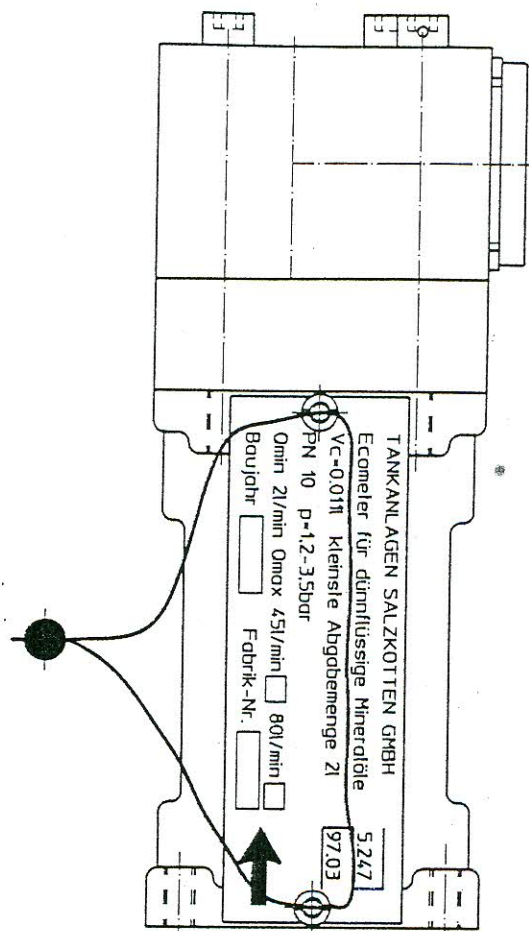 TANKANLAGEN SALZKOTTEN GMBH
Ecometer für dünnflüssige Mineralöle
5.247
97.03
Vc=0.011l kleinste Abgabemenge 2l
PN 10 p=1,2-3,5bar
Qmin 2l/min Qmax 45l/min 80l/min
Baujahr Fabrik-Nr.